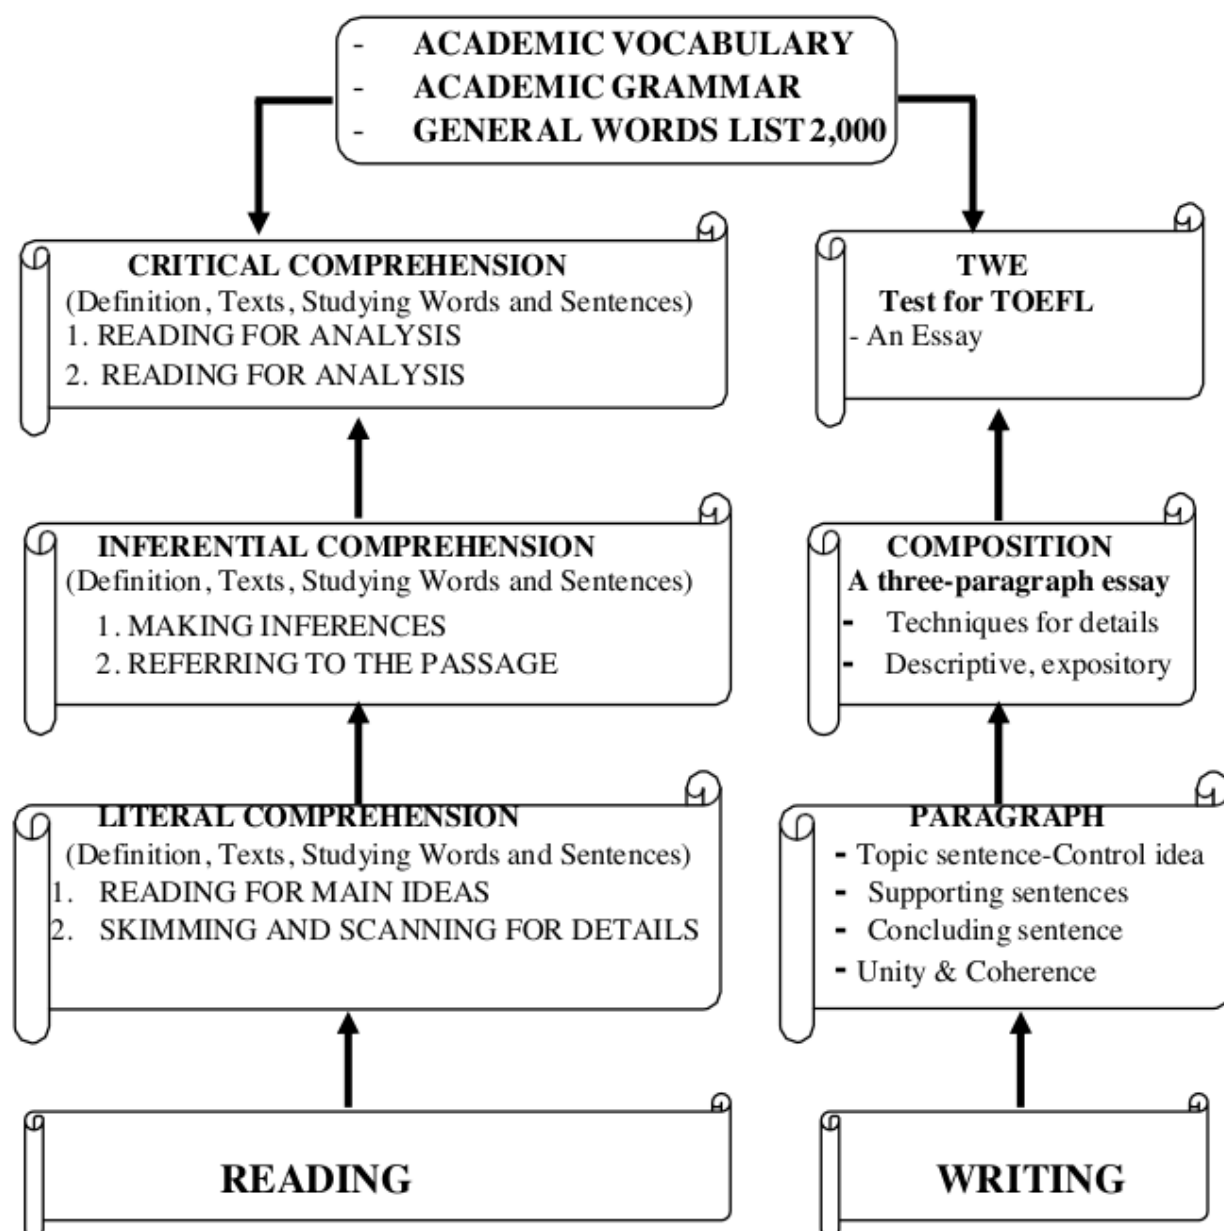 - ACADEMIC VOCABULARY
- ACADEMIC GRAMMAR
- GENERAL WORDS LIST 2,000
CRITICAL COMPREHENSION
(Definition, Texts, Studying Words and Sentences)
1. READING FOR ANALYSIS
2. READING FOR ANALYSIS
TWE
Test for TOEFL
- An Essay
INFERENTIAL COMPREHENSION
(Definition, Texts, Studying Words and Sentences)
1. MAKING INFERENCES
2. REFERRING TO THE PASSAGE
COMPOSITION
A three-paragraph essay
- Techniques for details
- Descriptive, expository
LITERAL COMPREHENSION
(Definition, Texts, Studying Words and Sentences)
1. READING FOR MAIN IDEAS
2. SKIMMING AND SCANNING FOR DETAILS
PARAGRAPH
- Topic sentence-Control idea
- Supporting sentences
- Concluding sentence
- Unity & Coherence
READING
WRITING